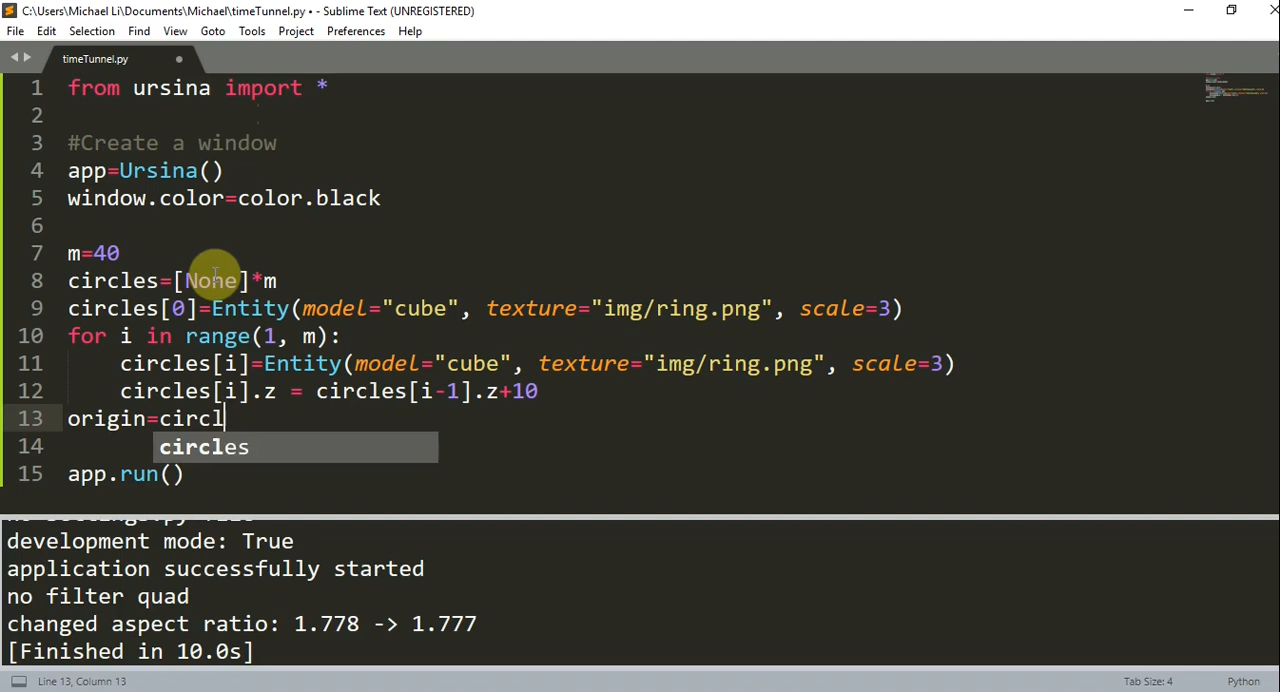 C:\Users\Michael Li\Documents\Michael\timeTunnel.py • - Sublime Text (UNREGISTERED)
File Edit Selection Find View Goto Tools Project Preferences Help
timeTunnel.py
1 from ursina import *
2
3 #Create a window
4 app=Ursina()
5 window.color=color.black
6
7 m=40
8 circles=[None]*m
9 circles[0]=Entity(model="cube", texture="img/ring.png", scale=3)
10 for i in range(1, m):
11 circles[i]=Entity(model="cube", texture="img/ring.png", scale=3)
12 circles[i].z = circles[i-1].z+10
13 origin=circl
14 circles
15 app.run()
development mode: True
application successfully started
no filter quad
changed aspect ratio: 1.778 -> 1.777
[Finished in 10.0s]
Line 13, Column 13 Tab Size: 4 Python